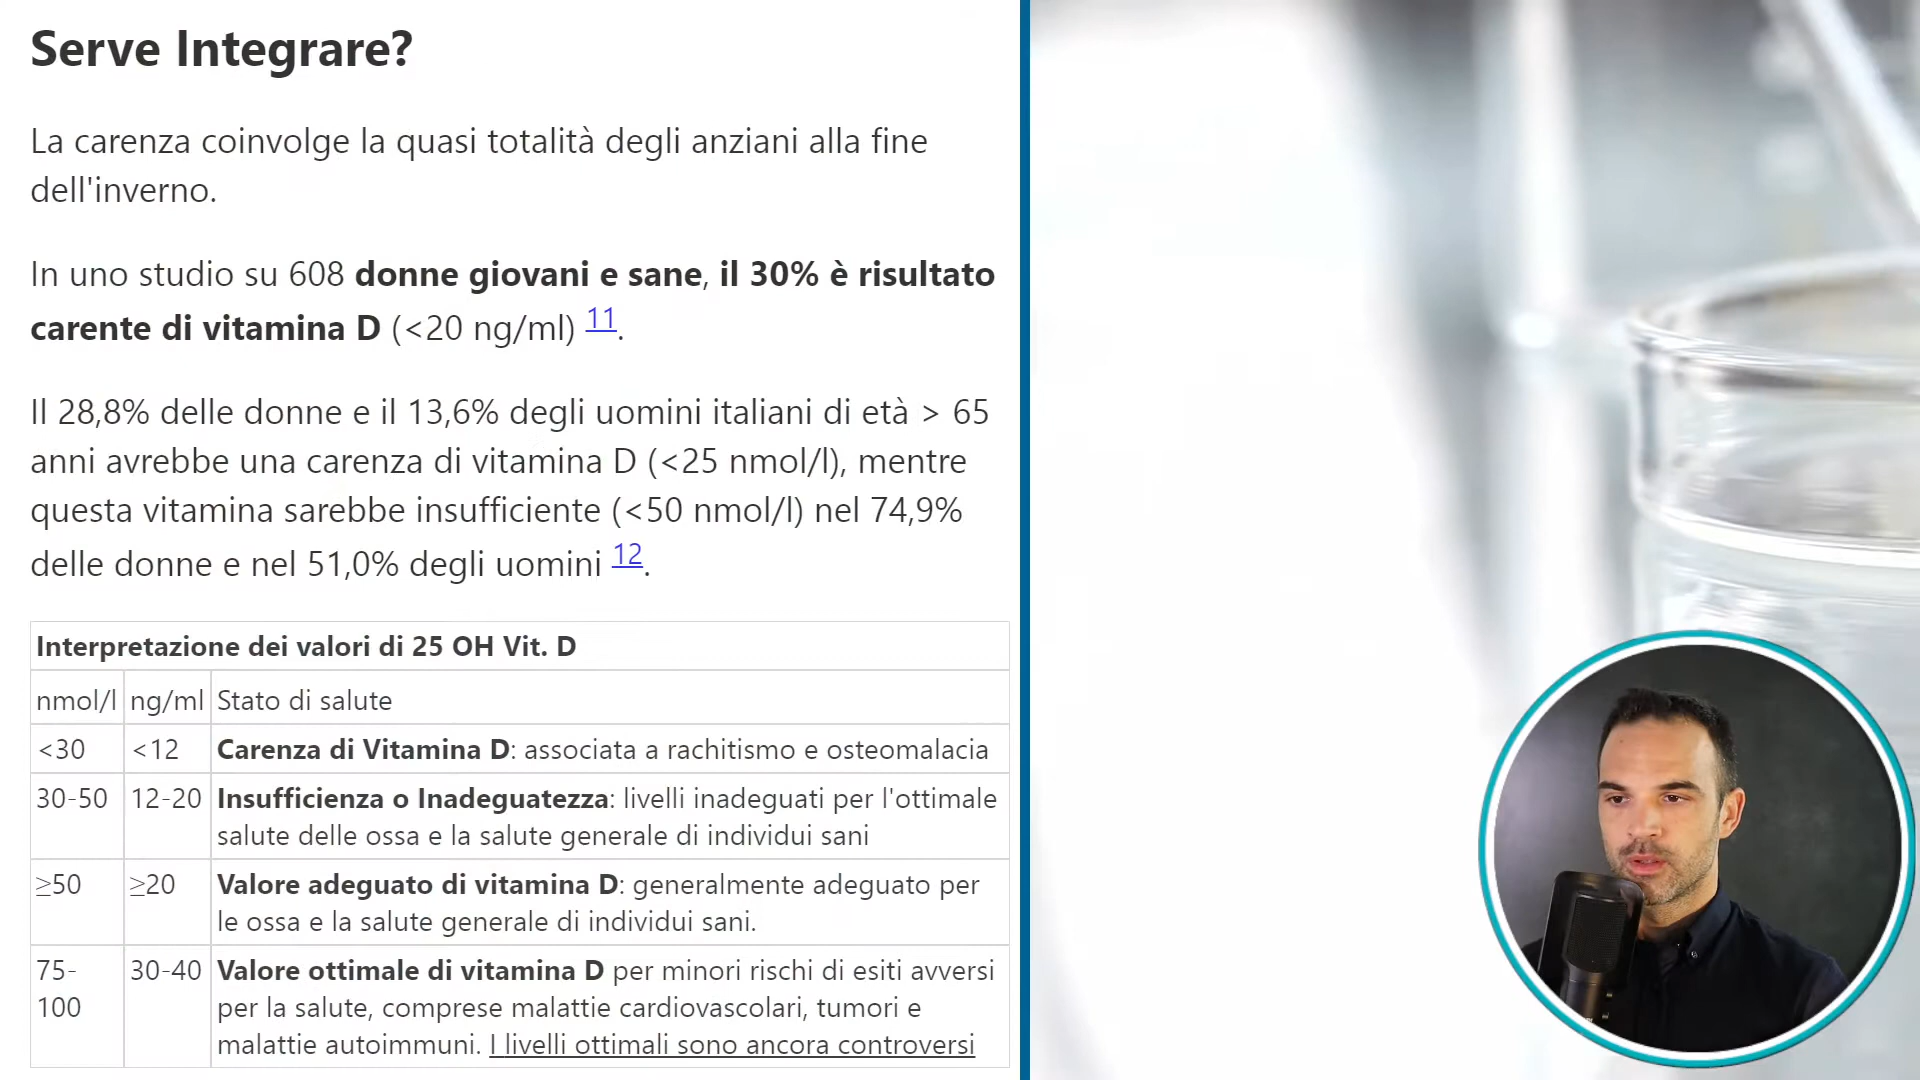 Serve Integrare?
La carenza coinvolge la quasi totalità degli anziani alla fine
dell'inverno.
In uno studio su 608 donne giovani e sane, il 30% è risultato
carente di vitamina D (<20 ng/ml) 11.
Il 28,8% delle donne e il 13,6% degli uomini italiani di età > 65
anni avrebbe una carenza di vitamina D (<25 nmol/l), mentre
questa vitamina sarebbe insufficiente (<50 nmol/l) nel 74,9%
delle donne e nel 51,0% degli uomini 12.
Interpretazione dei valori di 25 OH Vit. D
nmol/l ng/ml Stato di salute
<30 <12 Carenza di Vitamina D: associata a rachitismo e osteomalacia
30-50 12-20 Insufficienza o Inadeguatezza: livelli inadeguati per l'ottimale
salute delle ossa e la salute generale di individui sani
≥50 ≥20 Valore adeguato di vitamina D: generalmente adeguato per
le ossa e la salute generale di individui sani.
75- 30-40 Valore ottimale di vitamina D per minori rischi di esiti avversi
100 per la salute, comprese malattie cardiovascolari, tumori e
malattie autoimmuni. I livelli ottimali sono ancora controversi